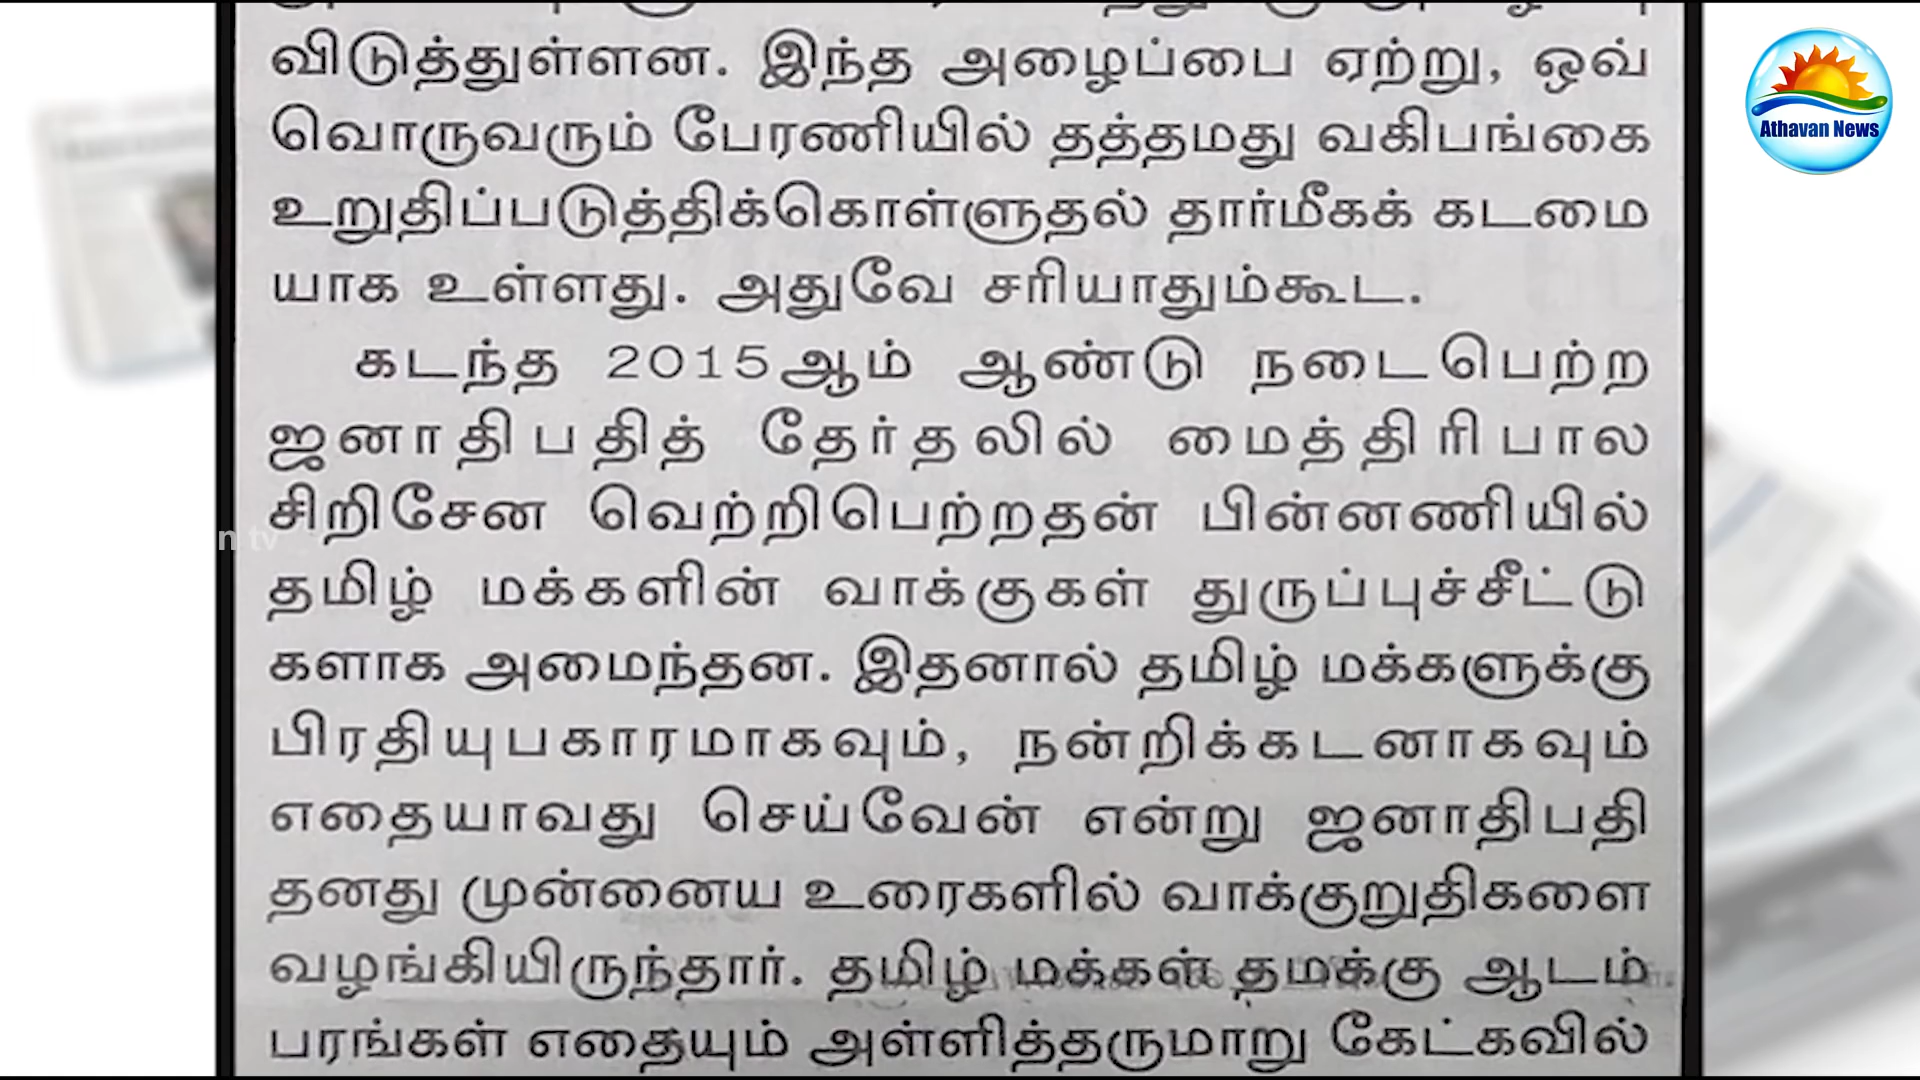 விடுத்துள்ளன. இந்த அழைப்பை ஏற்று, ஒவ்
வொருவரும் பேரணியில் தத்தமது வகிபங்கை
உறுதிப்படுத்திக்கொள்ளுதல் தார்மீகக் கடமை
யாக உள்ளது. அதுவே சரியாதும்கூட.
கடந்த 2015ஆம் ஆண்டு நடைபெற்ற
ஜனாதிபதித் தேர்தலில் மைத்திரிபால
சிறிசேன வெற்றிபெற்றதன் பின்னணியில்
தமிழ் மக்களின் வாக்குகள் துருப்புச்சீட்டு
களாக அமைந்தன. இதனால் தமிழ் மக்களுக்கு
பிரதியுபகாரமாகவும், நன்றிக்கடனாகவும்
எதையாவது செய்வேன் என்று ஜனாதிபதி
தனது முன்னைய உரைகளில் வாக்குறுதிகளை
வழங்கியிருந்தார். தமிழ் மக்கள் தமக்கு ஆடம்
பரங்கள் எதையும் அள்ளித்தருமாறு கேட்கவில்
Athavan News
n tv